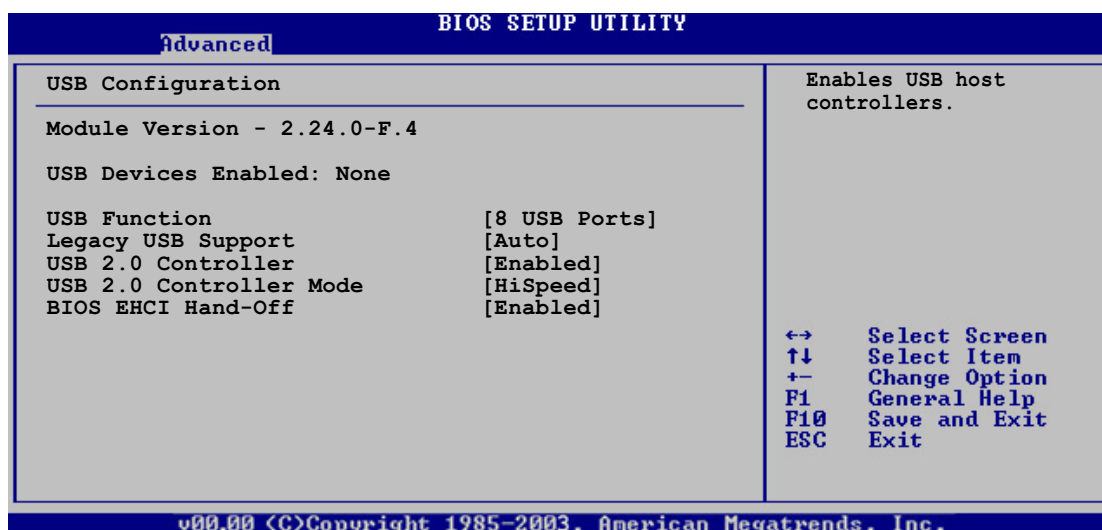 BIOS SETUP UTILITY
Advanced
USB Configuration
Module Version - 2.24.0-F.4
USB Devices Enabled: None
USB Function [8 USB Ports]
Legacy USB Support [Auto]
USB 2.0 Controller [Enabled]
USB 2.0 Controller Mode [HiSpeed]
BIOS EHCI Hand-Off [Enabled]
Enables USB host
controllers.
←→ Select Screen
↑↓ Select Item
+- Change Option
F1 General Help
F10 Save and Exit
ESC Exit
v00.00 (C)Copyright 1985-2003, American Megatrends, Inc.